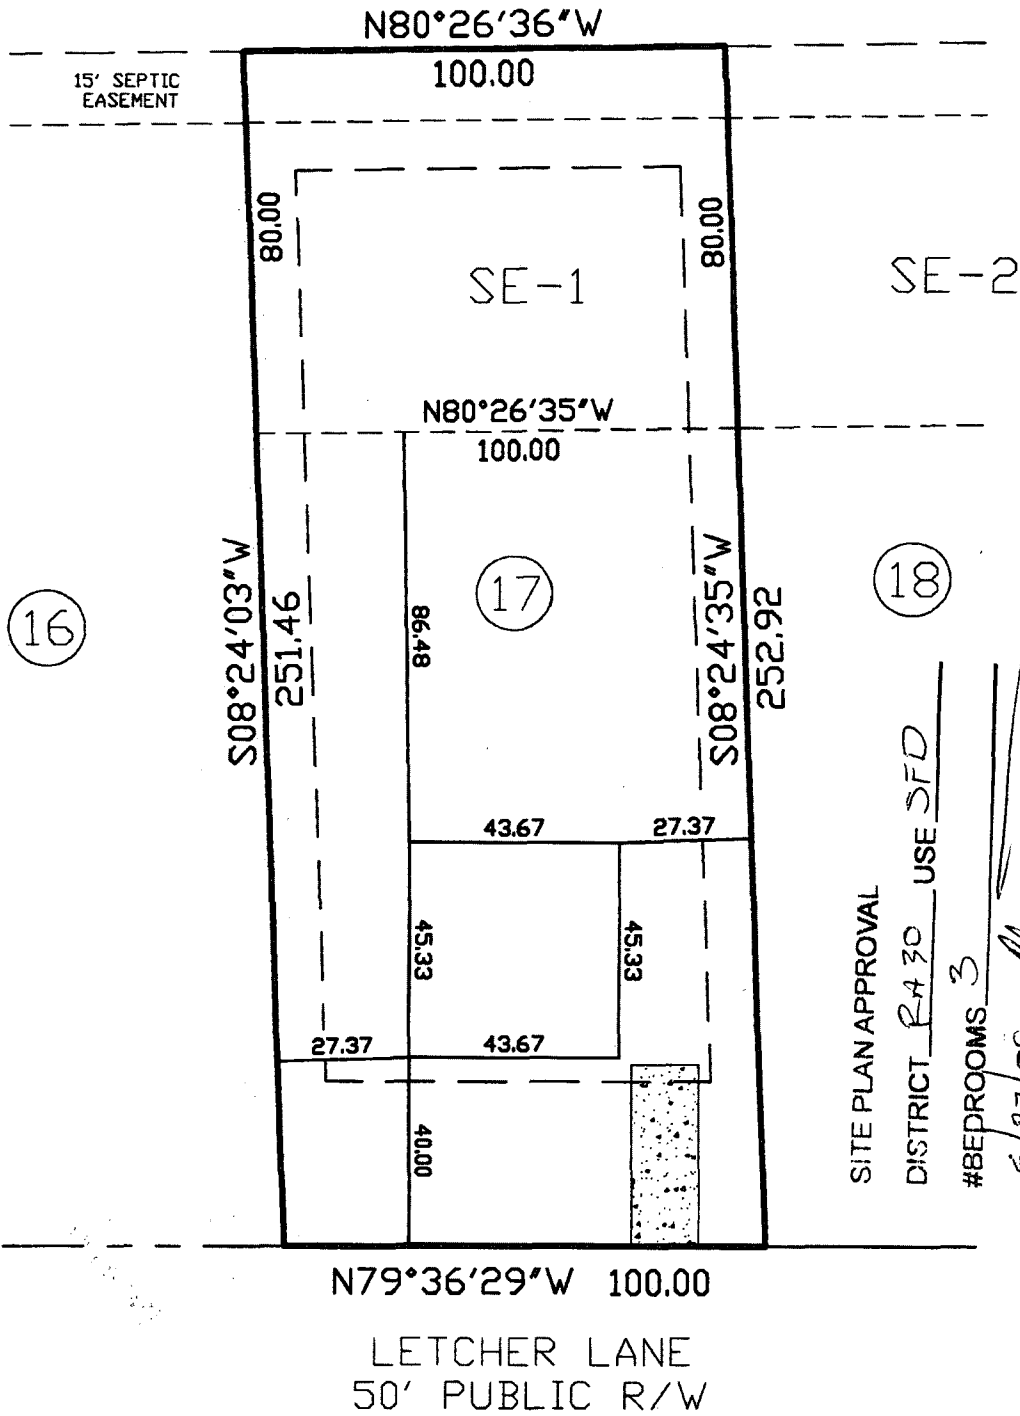 N80°26'36"W
100.00
15' SEPTIC
EASEMENT
80.00
80.00
SE-1
SE-2
N80°26'35"W
100.00
S08°24'03"W
251.46
86.48
S08°24'35"W
252.92
16
17
18
43.67
27.37
45.33
45.33
27.37
43.67
40.00
SITE PLAN APPROVAL
DISTRICT RA30 USE SFD
#BEDROOMS 3
N79°36'29"W 100.00
LETCHER LANE
50' PUBLIC R/W